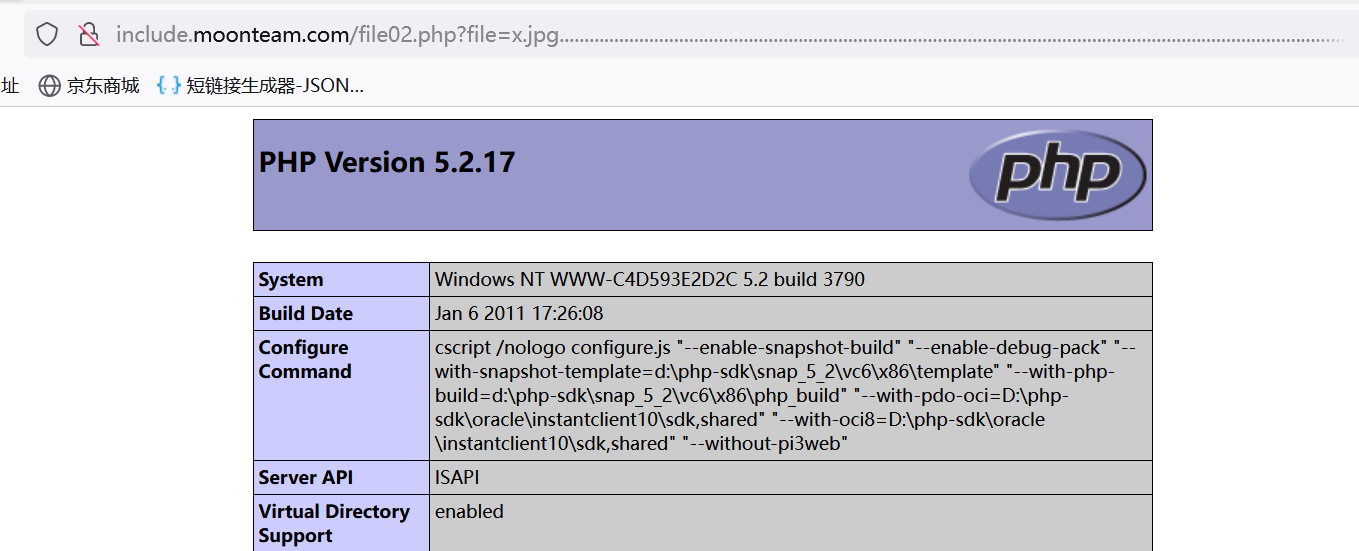 include.moonteam.com/file02.php?file=x.jpg................................................................................................................................
址 京东商城 短链接生成器-JSON...
PHP Version 5.2.17
php
System Windows NT WWW-C4D593E2D2C 5.2 build 3790
Build Date Jan 6 2011 17:26:08
Configure Command cscript /nologo configure.js "--enable-snapshot-build" "--enable-debug-pack" "--
with-snapshot-template=d:\php-sdk\snap_5_2\vc6\x86\template" "--with-php-
build=d:\php-sdk\snap_5_2\vc6\x86\php_build" "--with-pdo-oci=D:\php-
sdk\oracle\instantclient10\sdk,shared" "--with-oci8=D:\php-sdk\oracle
\instantclient10\sdk,shared" "--without-pi3web"
Server API ISAPI
Virtual Directory Support enabled